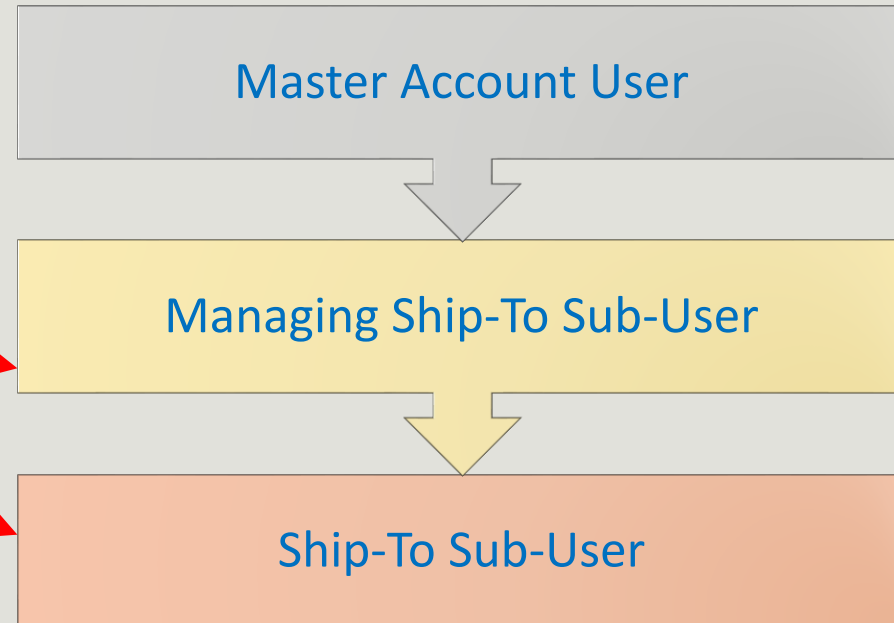 Master Account User
Managing Ship-To Sub-User
Ship-To Sub-User